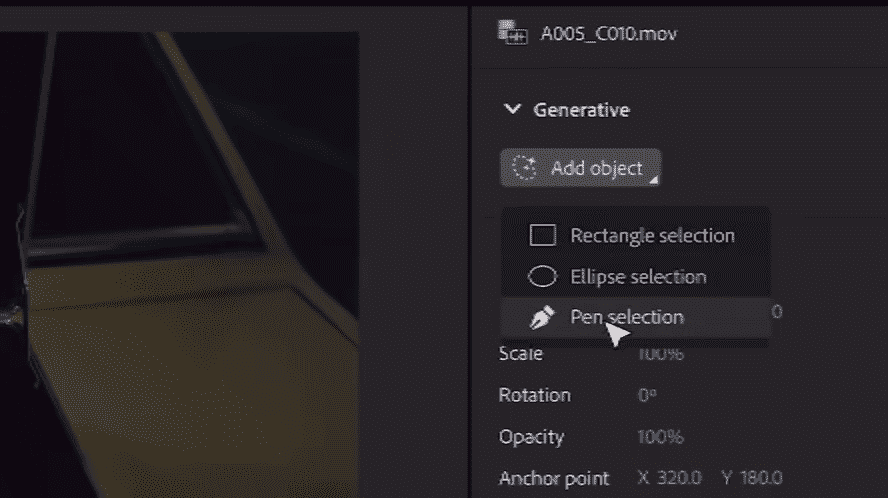 A005_C010.mov
Generative
Add object
Rectangle selection
Ellipse selection
Pen selection
0
Scale 100%
Rotation 0°
Opacity 100%
Anchor point X 320.0 Y 180.0